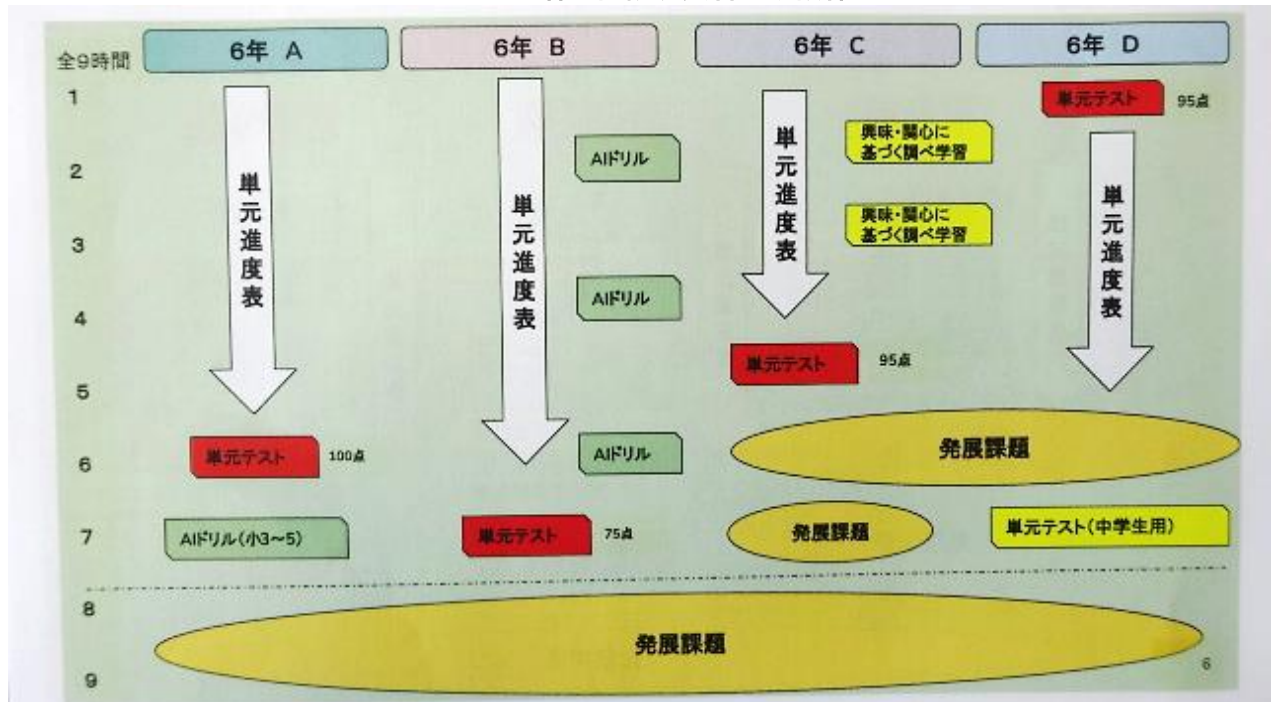 全9時間
6年 A
6年 B
6年 C
6年 D
1
単元進度表
単元進度表
単元進度表
単元テスト
95点
2
AIドリル
興味・関心に
基づく調べ学習
単元進度表
3
興味・関心に
基づく調べ学習
4
AIドリル
5
単元テスト
95点
6
単元テスト
100点
AIドリル
発展課題
7
AIドリル(小3～5)
単元テスト
75点
発展課題
単元テスト(中学生用)
8
発展課題
9
6